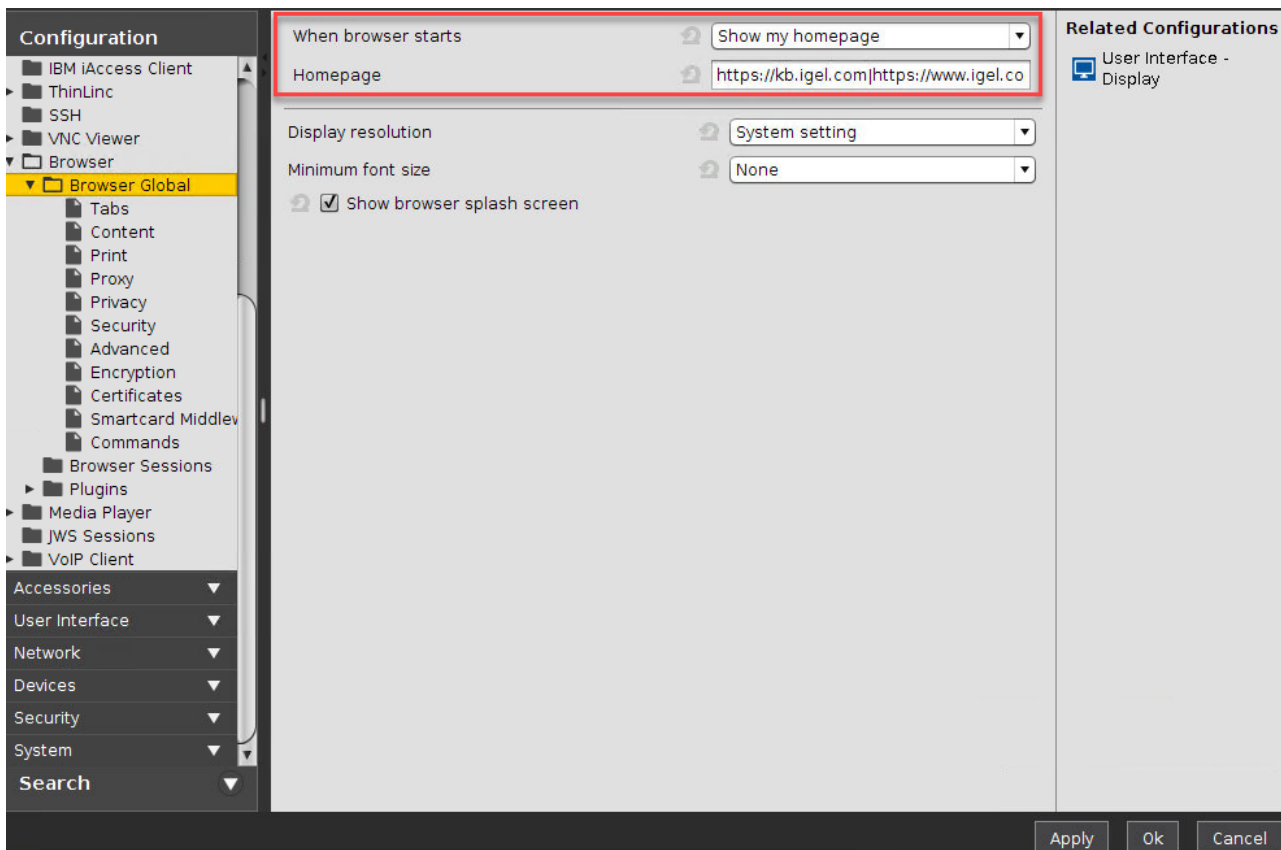 Configuration
IBM iAccess Client
ThinLinc
SSH
VNC Viewer
Browser
Browser Global
Tabs
Content
Print
Proxy
Privacy
Security
Advanced
Encryption
Certificates
Smartcard Middlew
Commands
Browser Sessions
Plugins
Media Player
JWS Sessions
VoIP Client
Accessories
User Interface
Network
Devices
Security
System
Search
When browser starts Show my homepage
Homepage https://kb.igel.com|https://www.igel.co
Display resolution System setting
Minimum font size None
Show browser splash screen
Related Configurations
User Interface -
Display
Apply Ok Cancel